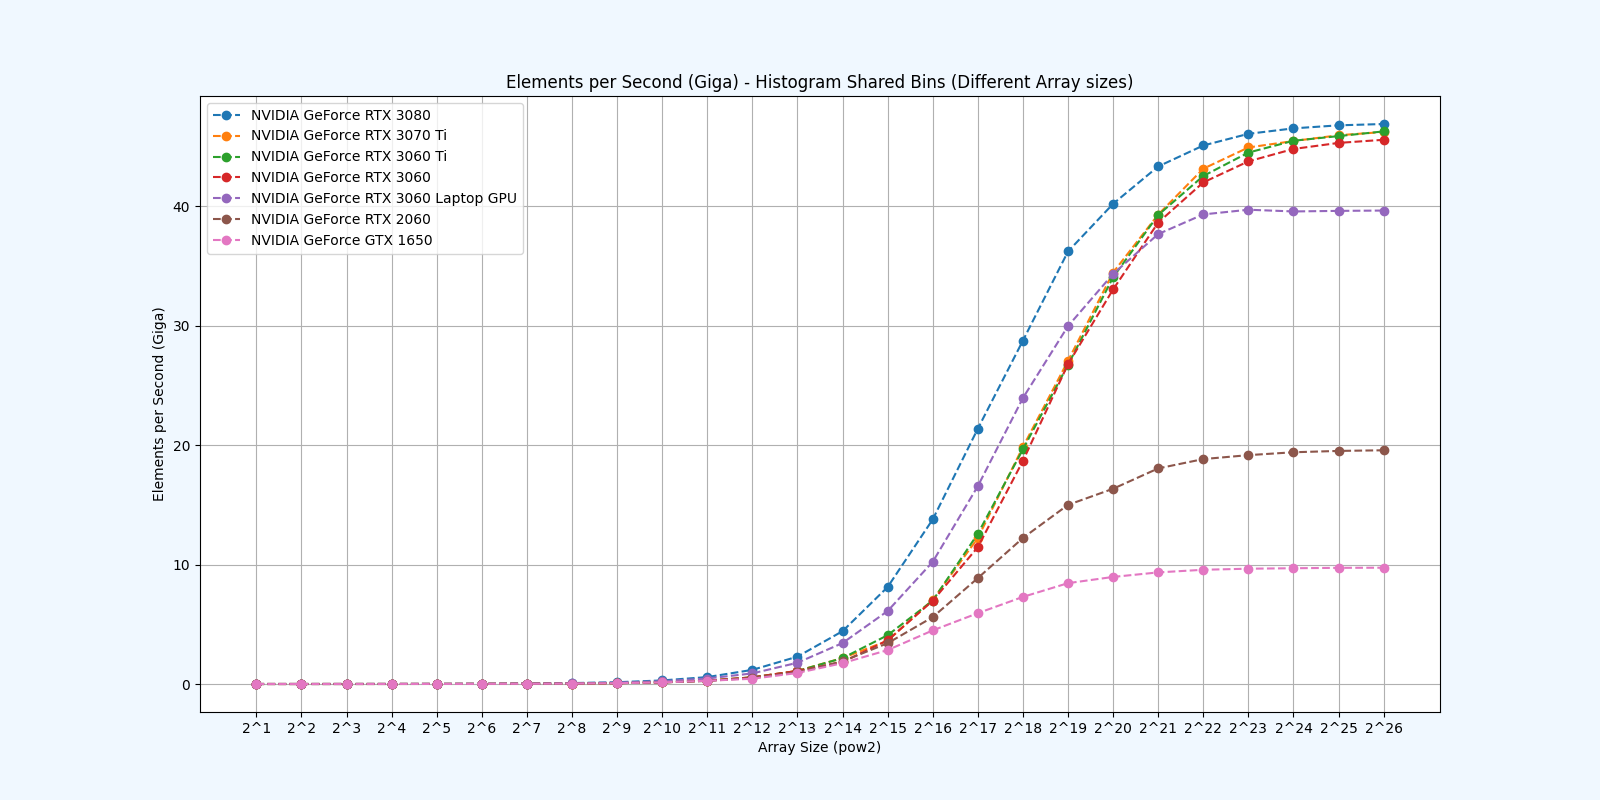 Elements per Second (Giga) - Histogram Shared Bins (Different Array sizes)
NVIDIA GeForce RTX 3080
NVIDIA GeForce RTX 3070 Ti
NVIDIA GeForce RTX 3060 Ti
NVIDIA GeForce RTX 3060
NVIDIA GeForce RTX 3060 Laptop GPU
NVIDIA GeForce RTX 2060
NVIDIA GeForce GTX 1650
Elements per Second (Giga)
40
30
20
10
0
2^1 2^2 2^3 2^4 2^5 2^6 2^7 2^8 2^9 2^10 2^11 2^12 2^13 2^14 2^15 2^16 2^17 2^18 2^19 2^20 2^21 2^22 2^23 2^24 2^25 2^26
Array Size (pow2)